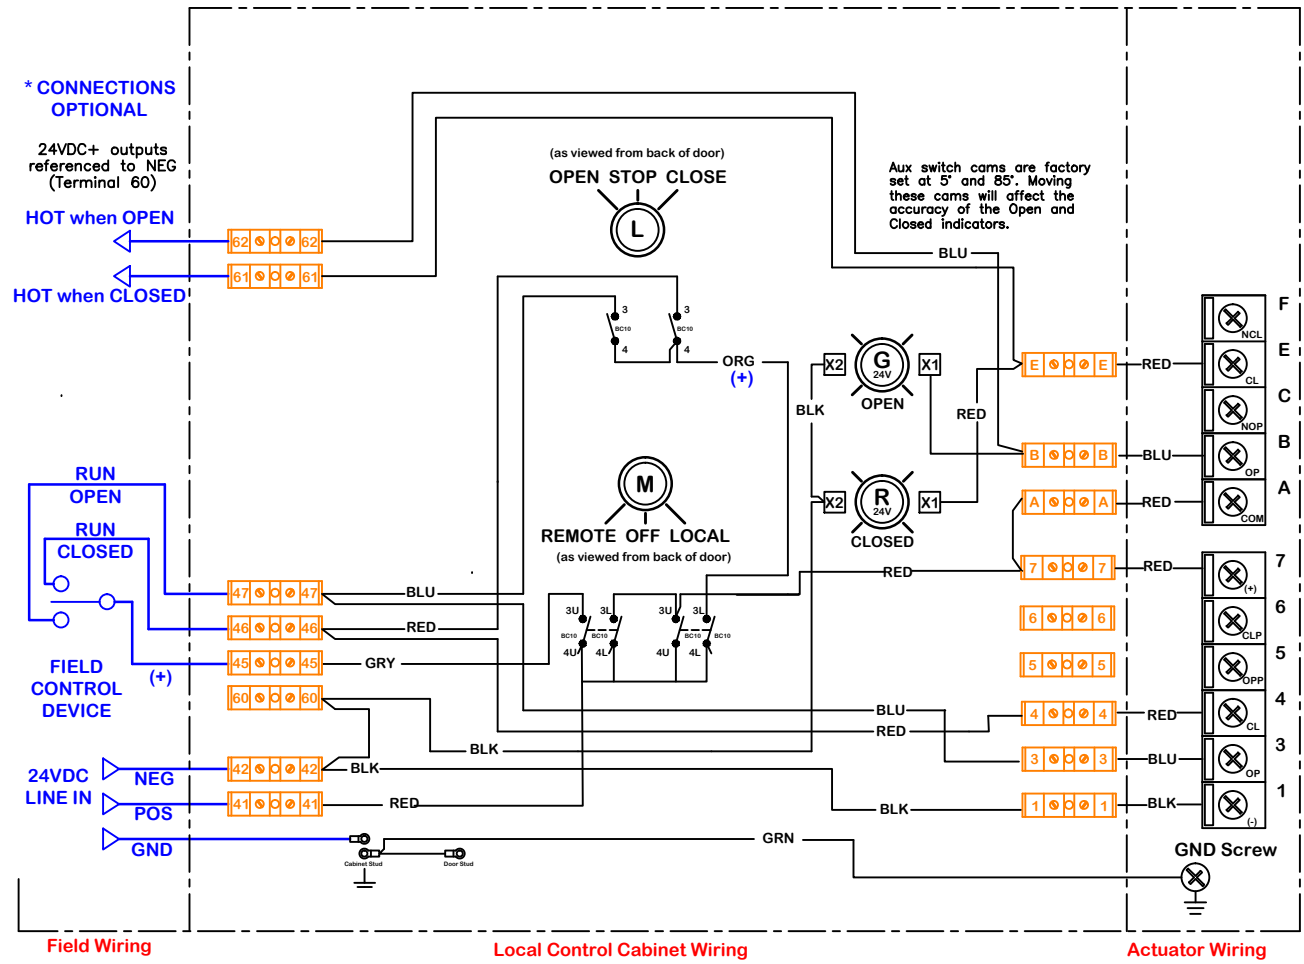 * CONNECTIONS
OPTIONAL
24VDC+ outputs
referenced to NEG
(Terminal 60)
HOT when OPEN
HOT when CLOSED
62 62
61 61
(as viewed from back of door)
OPEN STOP CLOSE
L
Aux switch cams are factory
set at 5° and 85°. Moving
these cams will affect the
accuracy of the Open and
Closed indicators.
BLU
3 3
BC10 BC10
4 4
ORG
(+)
X2 G 24V X1
OPEN
BLK
RED
X2 R 24V X1
CLOSED
E E
RED
B B
BLU
A A
RED
7 7
RED
6 6
5 5
4 4
RED
3 3
BLU
1 1
BLK
F
NCL
E
CL
C
NOP
B
OP
A
COM
7
(+)
6
CLP
5
OPP
4
CL
3
OP
1
(-)
GND Screw
M
REMOTE OFF LOCAL
(as viewed from back of door)
RUN
OPEN
RUN
CLOSED
FIELD
CONTROL
DEVICE
(+)
47 47
BLU
46 46
RED
45 45
GRY
60 60
3U 3L 3U 3L
BC10 BC10 BC10 BC10
4U 4L 4U 4L
RED
BLU
RED
BLK
24VDC
LINE IN
NEG
42 42
BLK
POS
41 41
RED
BLK
GND
GRN
Cabinet Stud
Door Stud
Field Wiring
Local Control Cabinet Wiring
Actuator Wiring